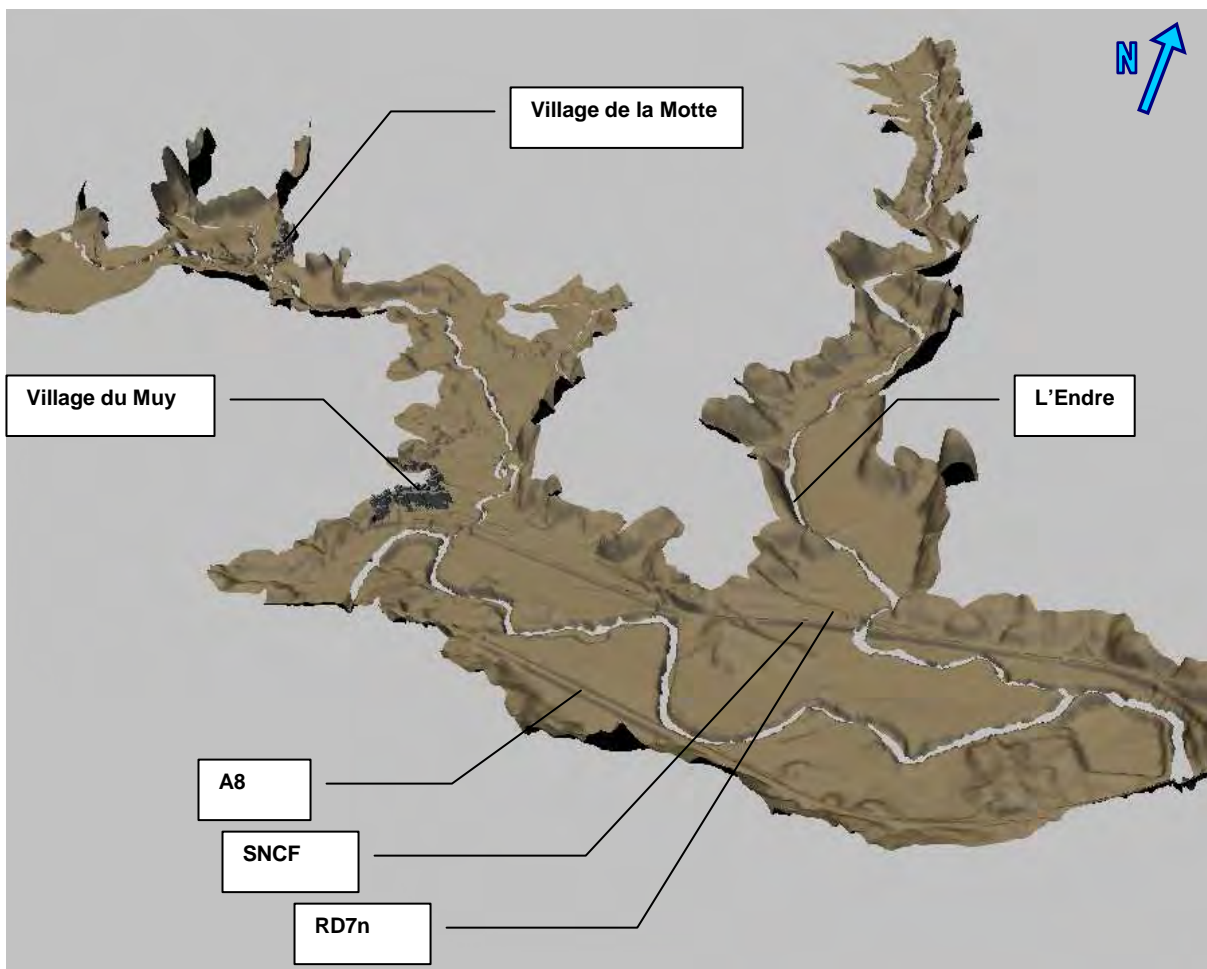 N
Village de la Motte
Village du Muy
L'Endre
A8
SNCF
RD7n